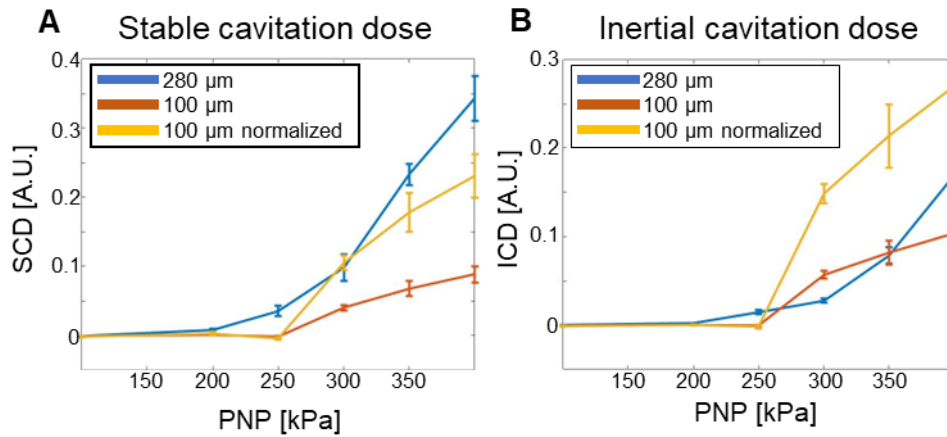 A
Stable cavitation dose
0.4
0.3
0.2
0.1
0
SCD [A.U.]
280 μm
100 μm
100 μm normalized
150 200 250 300 350
PNP [kPa]
B
Inertial cavitation dose
0.3
0.2
0.1
0
ICD [A.U.]
280 μm
100 μm
100 μm normalized
150 200 250 300 350
PNP [kPa]